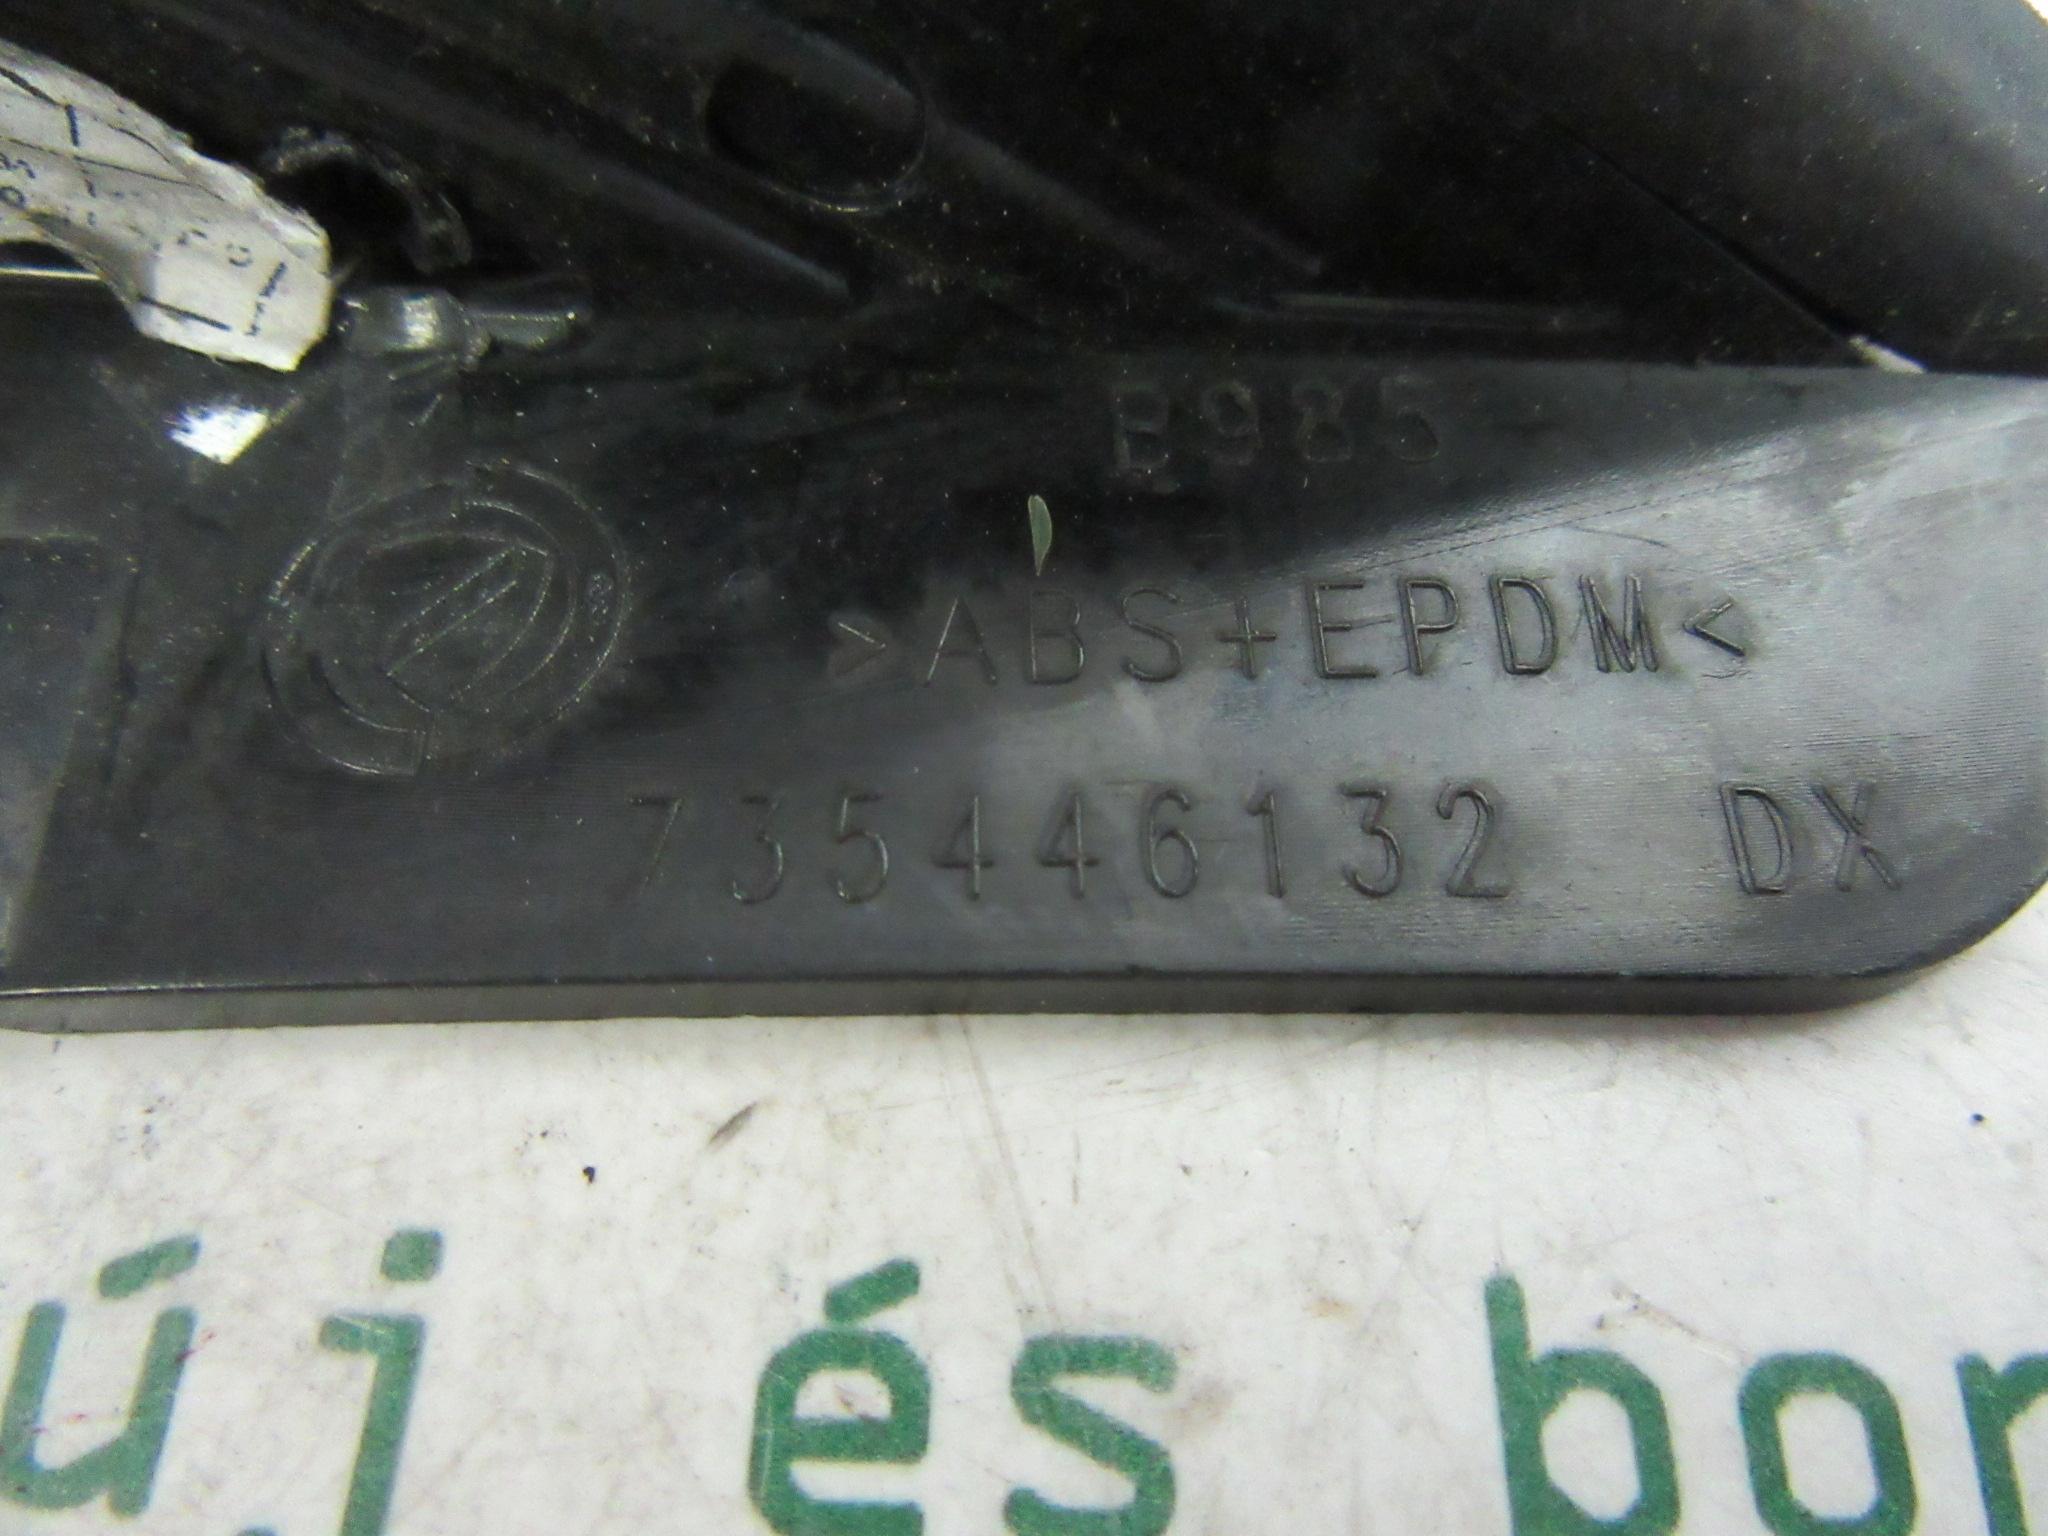 B985
>ABS+EPDM<
735446132 DX
új és bon